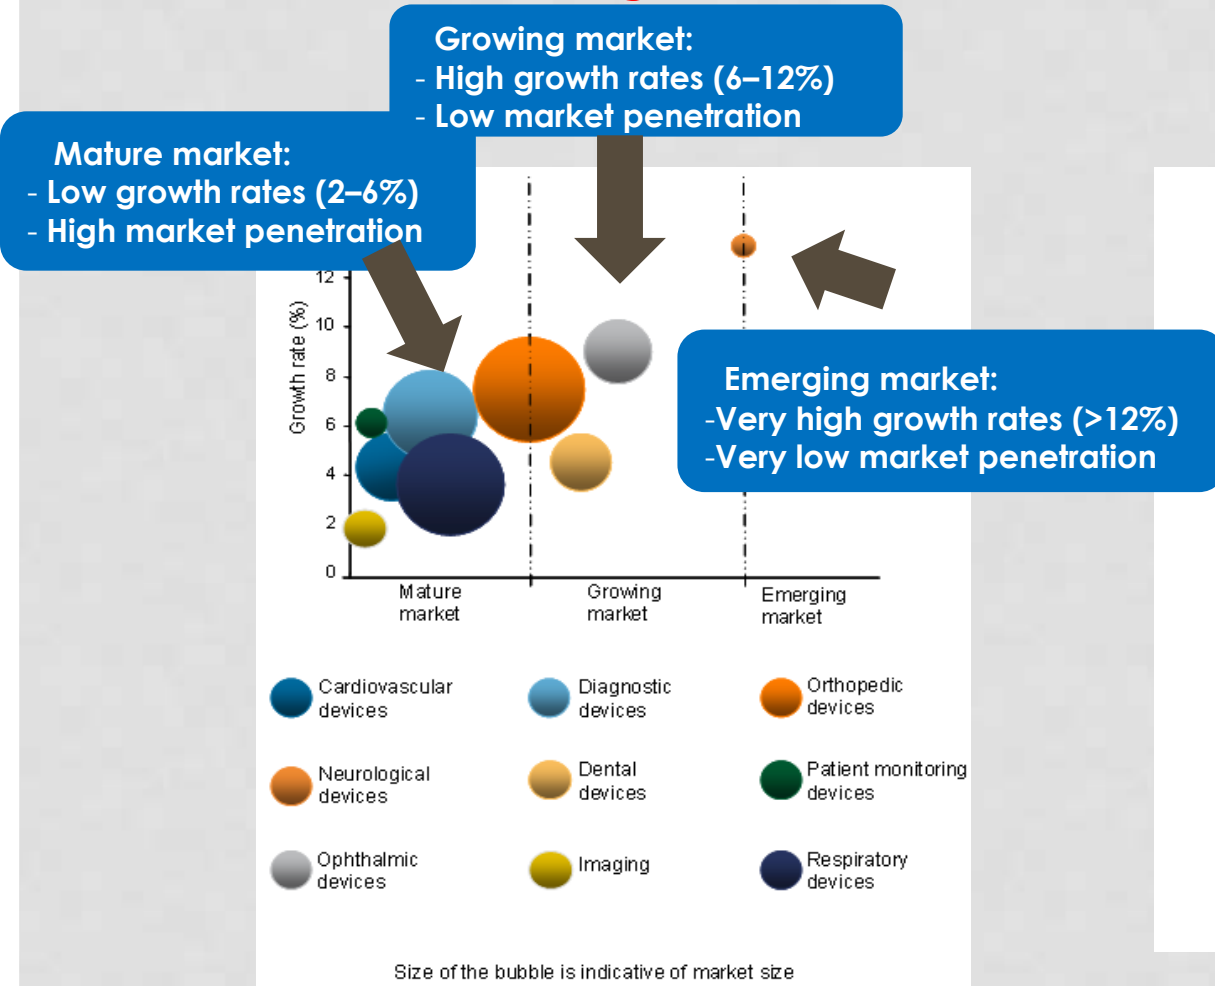 Growing market:
- High growth rates (6–12%)
- Low market penetration
Mature market:
- Low growth rates (2–6%)
- High market penetration
Emerging market:
-Very high growth rates (>12%)
-Very low market penetration
Growth rate (%)
12
10
8
6
4
2
0
Mature
market
Growing
market
Emerging
market
Cardiovascular
devices
Diagnostic
devices
Orthopedic
devices
Neurological
devices
Dental
devices
Patient monitoring
devices
Ophthalmic
devices
Imaging
Respiratory
devices
Size of the bubble is indicative of market size